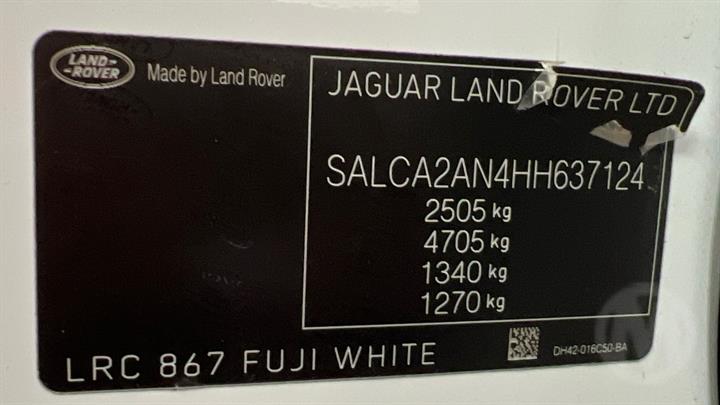 LAND-
-ROVER
Made by Land Rover
JAGUAR LAND ROVER LTD
SALCA2AN4HH637124
2505 kg
4705 kg
1340 kg
1270 kg
LRC 867 FUJI WHITE
DH42-016C50-BA